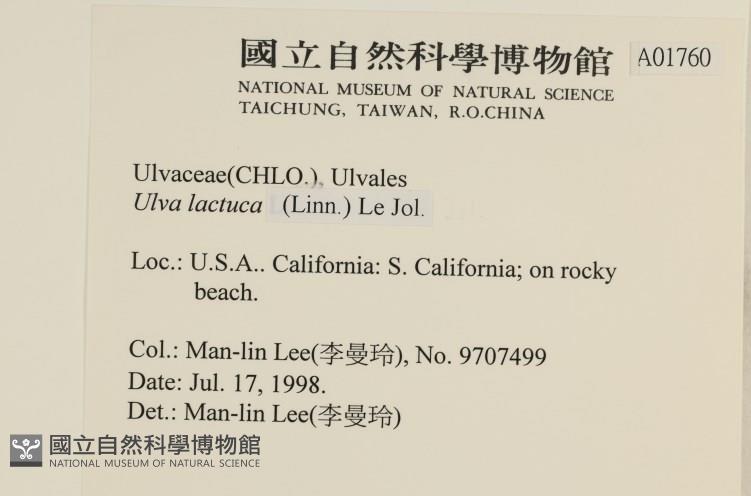 國立自然科學博物館 A01760
NATIONAL MUSEUM OF NATURAL SCIENCE
TAICHUNG, TAIWAN, R.O.CHINA
Ulvaceae(CHLO.), Ulvales
Ulva lactuca (Linn.) Le Jol.
Loc.: U.S.A.. California: S. California; on rocky
beach.
Col.: Man-lin Lee(李曼玲), No. 9707499
Date: Jul. 17, 1998.
Det.: Man-lin Lee(李曼玲)
國立自然科學博物館
NATIONAL MUSEUM OF NATURAL SCIENCE